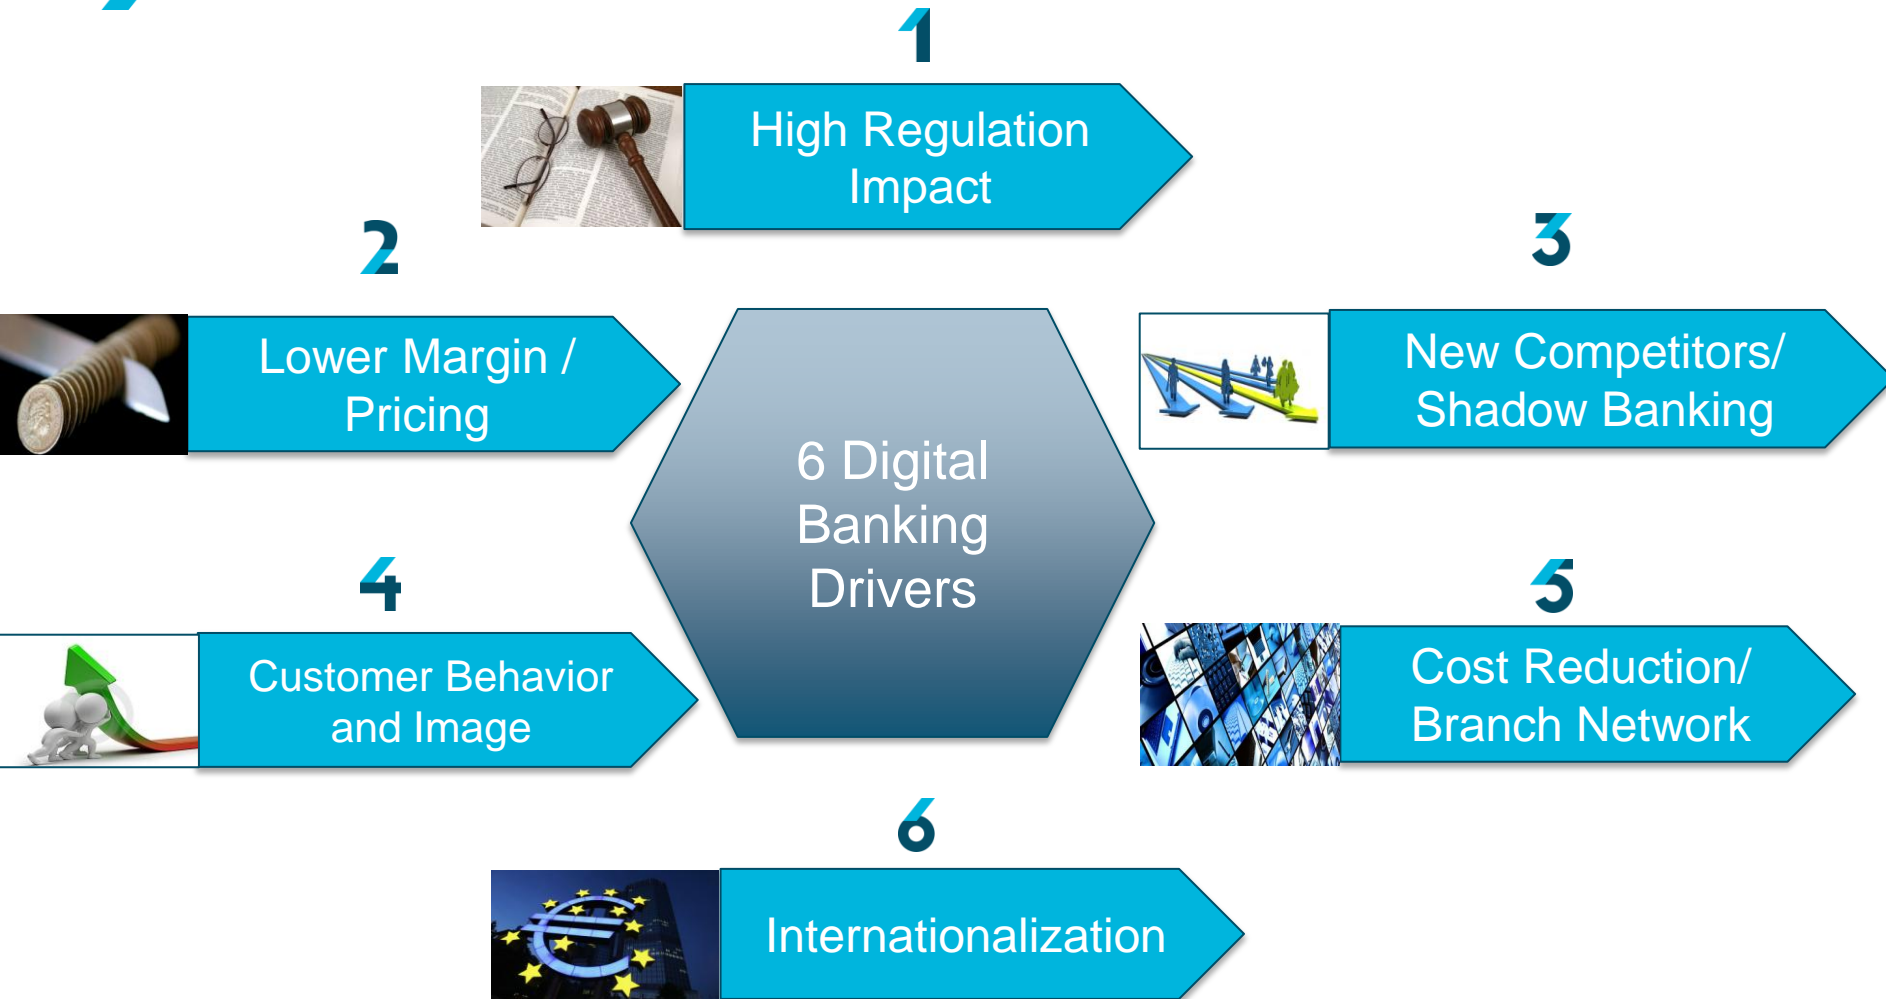 1
High Regulation
Impact
2
Lower Margin /
Pricing
3
New Competitors/
Shadow Banking
6 Digital
Banking
Drivers
4
Customer Behavior
and Image
5
Cost Reduction/
Branch Network
6
Internationalization